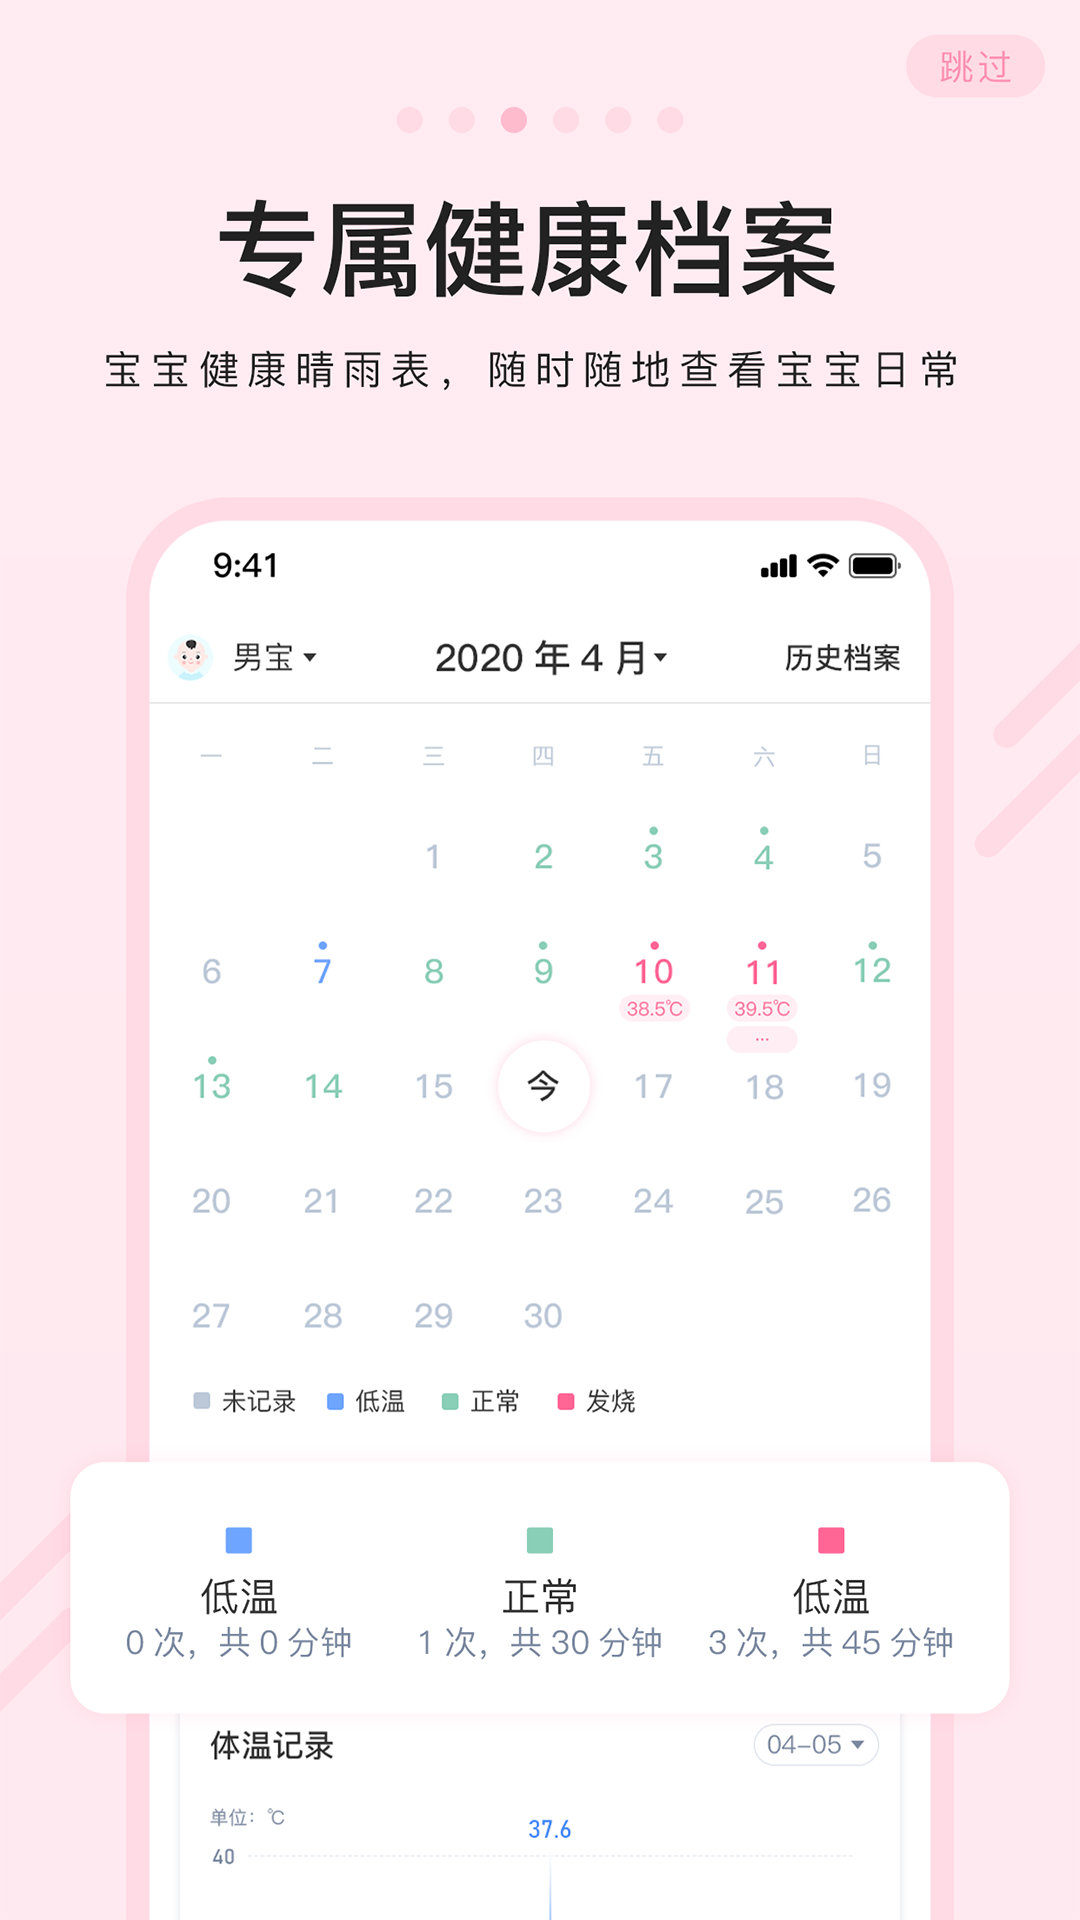 跳过
专属健康档案
宝宝健康晴雨表，随时随地查看宝宝日常
9:41
男宝 2020 年 4 月 历史档案
一 二 三 四 五 六 日
1 2 3 4 5
6 7 8 9 10 11 12
38.5℃ 39.5℃
...
13 14 15 今 17 18 19
20 21 22 23 24 25 26
27 28 29 30
未记录 低温 正常 发烧
低温 正常 低温
0 次，共 0 分钟 1 次，共 30 分钟 3 次，共 45 分钟
体温记录 04-05
单位：℃
37.6
40